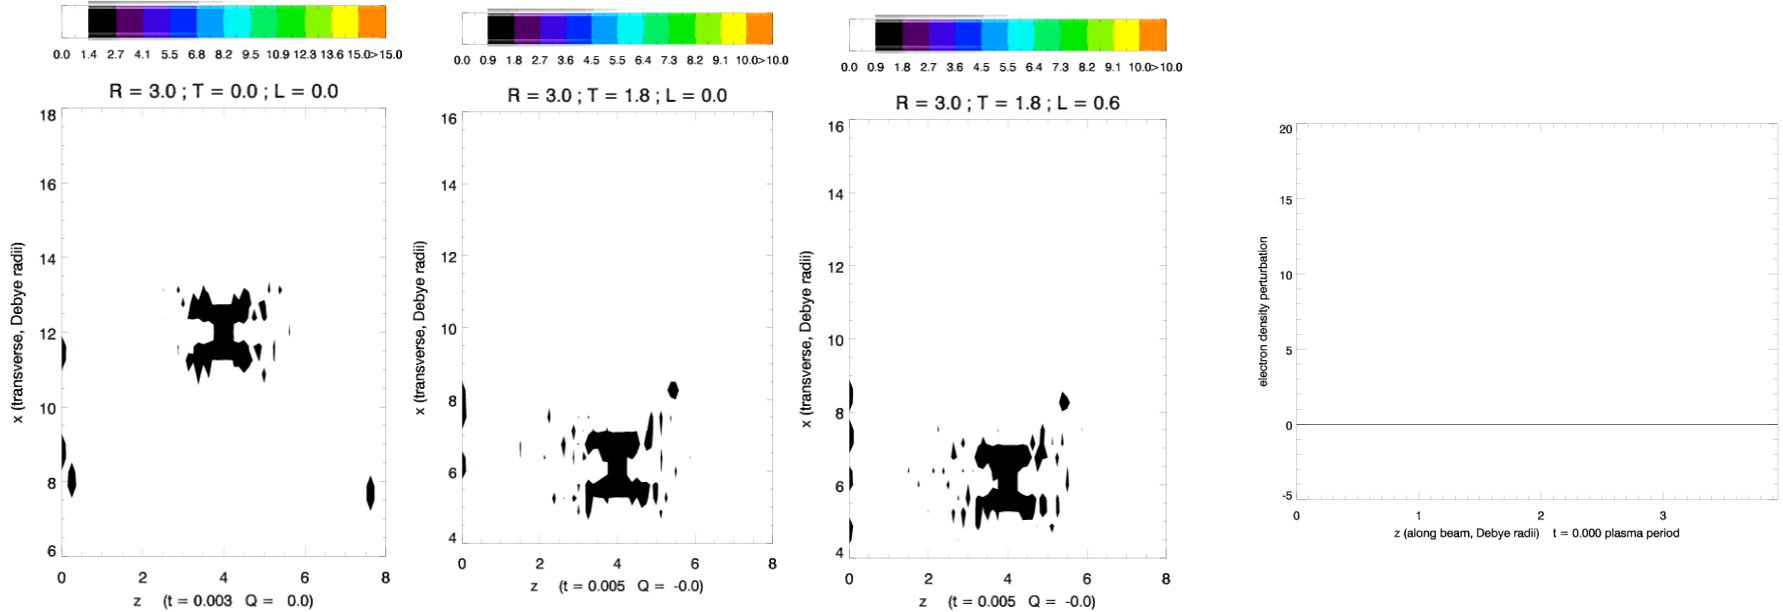 0.0 1.4 2.7 4.1 5.5 6.8 8.2 9.5 10.9 12.3 13.6 15.0>15.0
R = 3.0 ; T = 0.0 ; L = 0.0
18
16
14
12
10
8
6
x (transverse, Debye radii)
0 2 4 6 8
z (t = 0.003 Q = 0.0)
0.0 0.9 1.8 2.7 3.6 4.5 5.5 6.4 7.3 8.2 9.1 10.0>10.0
R = 3.0 ; T = 1.8 ; L = 0.0
16
14
12
10
8
6
4
x (transverse, Debye radii)
0 2 4 6 8
z (t = 0.005 Q = -0.0)
0.0 0.9 1.8 2.7 3.6 4.5 5.5 6.4 7.3 8.2 9.1 10.0>10.0
R = 3.0 ; T = 1.8 ; L = 0.6
16
14
12
10
8
6
4
x (transverse, Debye radii)
0 2 4 6 8
z (t = 0.005 Q = -0.0)
20
15
10
5
0
-5
electron density perturbation
0 1 2 3
z (along beam, Debye radii) t = 0.000 plasma period